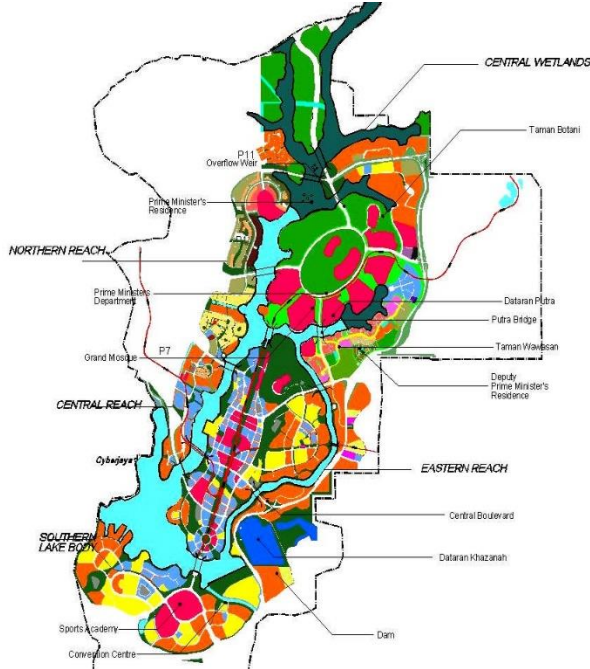 CENTRAL WETLANDS
Taman Botani
P11
Overflow Weir
Prime Minister's
Residence
NORTHERN REACH
Prime Ministers
Department
Dataran Putra
Putra Bridge
Grand Mosque
P7
Taman Wawasan
Deputy
Prime Minister's
Residence
CENTRAL REACH
Cyberjaya
EASTERN REACH
Central Boulevard
SOUTHERN
LAKE BODY
Dataran Khazanah
Sports Academy
Dam
Convention Centre